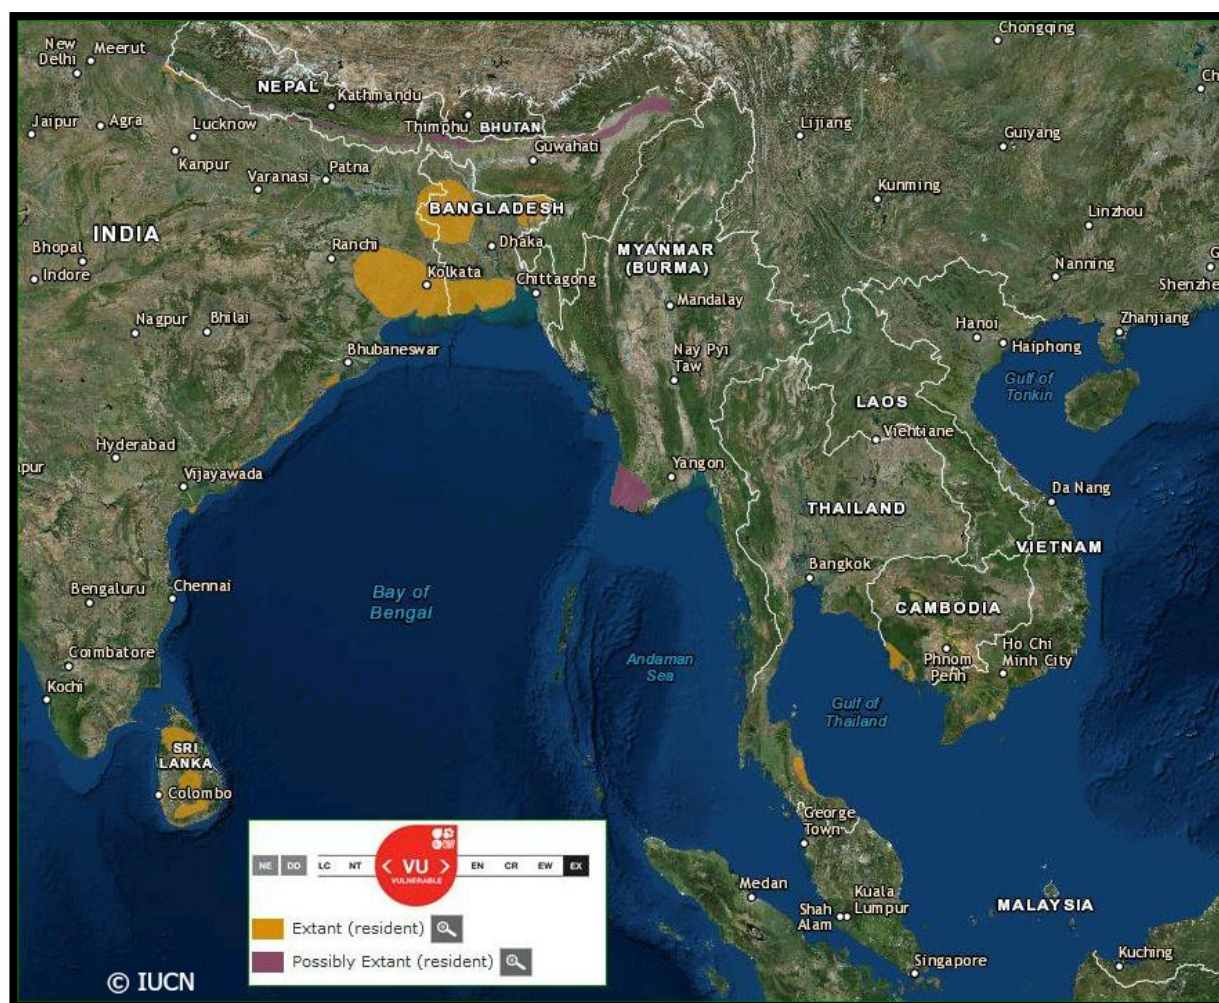 Chongqing
New
Delhi
Meerut
NEPAL
Kathmandu
Ch
Jaipur
Agra
Lucknow
Thimphu
BHUTAN
Lijiang
Guiyang
Kanpur
Guwahati
Varanasi
Patna
Kunming
BANGLADESH
Linzhou
INDIA
Bhopal
Ranchi
Dhaka
MYANMAR
(BURMA)
Indore
Kolkata
Chittagong
Nanning
G
Shenzhe
Nagpur
Bhilai
Mandalay
Hanoi
Zhanjiang
Haiphong
Bhubaneswar
Nay Pyi
Taw
Gulf of
Tonkin
LAOS
Hyderabad
Vientiane
apur
Vijayawada
Yangon
Da Nang
THAILAND
VIETNAM
Bengaluru
Chennai
Bay of
Bengal
Bangkok
CAMBODIA
Coimbatore
Kochi
Andaman
Sea
Phnom
Penh
Ho Chi
Minh City
Gulf of
Thailand
SRI
LANKA
Colombo
George
Town
NE DD LC NT < VU > EN CR EW EX
VULNERABLE
Medan
Kuala
Lumpur
Shah
Alam
MALAYSIA
Extant (resident)
Possibly Extant (resident)
Kuching
Singapore
© IUCN